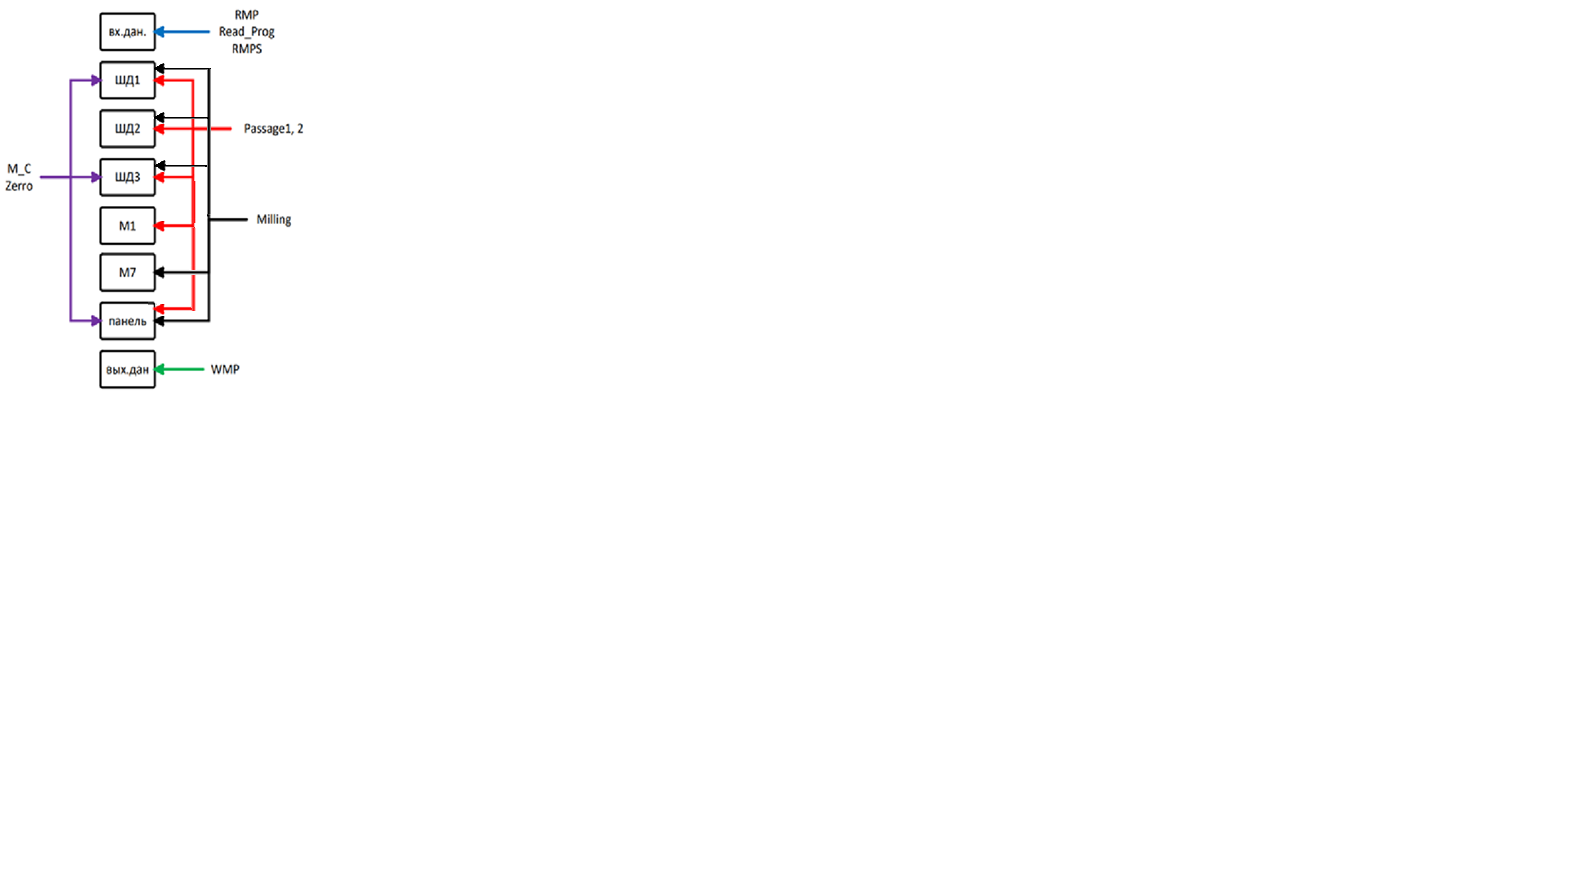 RMP
вх.дан.
Read_Prog
RMPS
ШД1
ШД2
Passage1, 2
M_C
ШД3
Zerro
Milling
М1
М7
панель
вых.дан
WMP